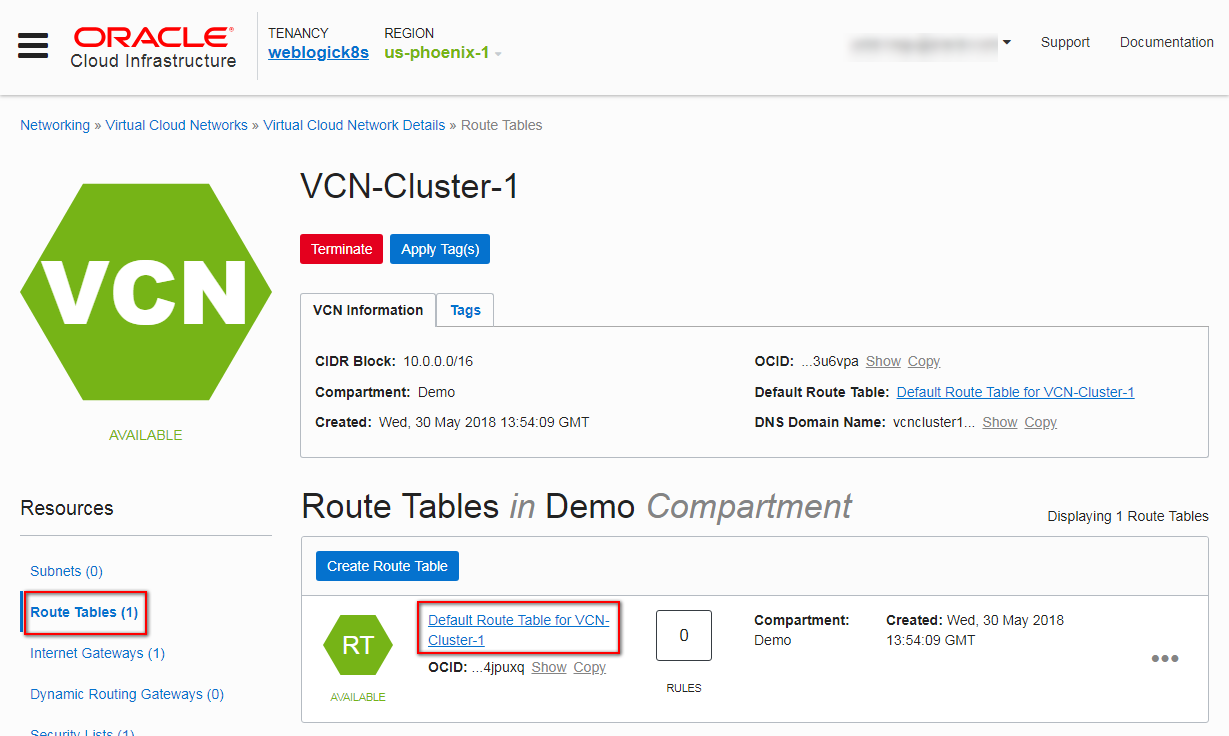 ORACLE®
Cloud Infrastructure
TENANCY
weblogick8s
REGION
us-phoenix-1
Support
Documentation
Networking » Virtual Cloud Networks » Virtual Cloud Network Details » Route Tables
VCN
AVAILABLE
VCN-Cluster-1
Terminate
Apply Tag(s)
VCN Information
Tags
CIDR Block: 10.0.0.0/16
Compartment: Demo
Created: Wed, 30 May 2018 13:54:09 GMT
OCID: ...3u6vpa Show Copy
Default Route Table: Default Route Table for VCN-Cluster-1
DNS Domain Name: vcncluster1... Show Copy
Resources
Subnets (0)
Route Tables (1)
Internet Gateways (1)
Dynamic Routing Gateways (0)
Security Lists (1)
Route Tables in Demo Compartment
Displaying 1 Route Tables
Create Route Table
RT
AVAILABLE
Default Route Table for VCN-
Cluster-1
OCID: ...4jpuxq Show Copy
0
RULES
Compartment:
Demo
Created: Wed, 30 May 2018
13:54:09 GMT